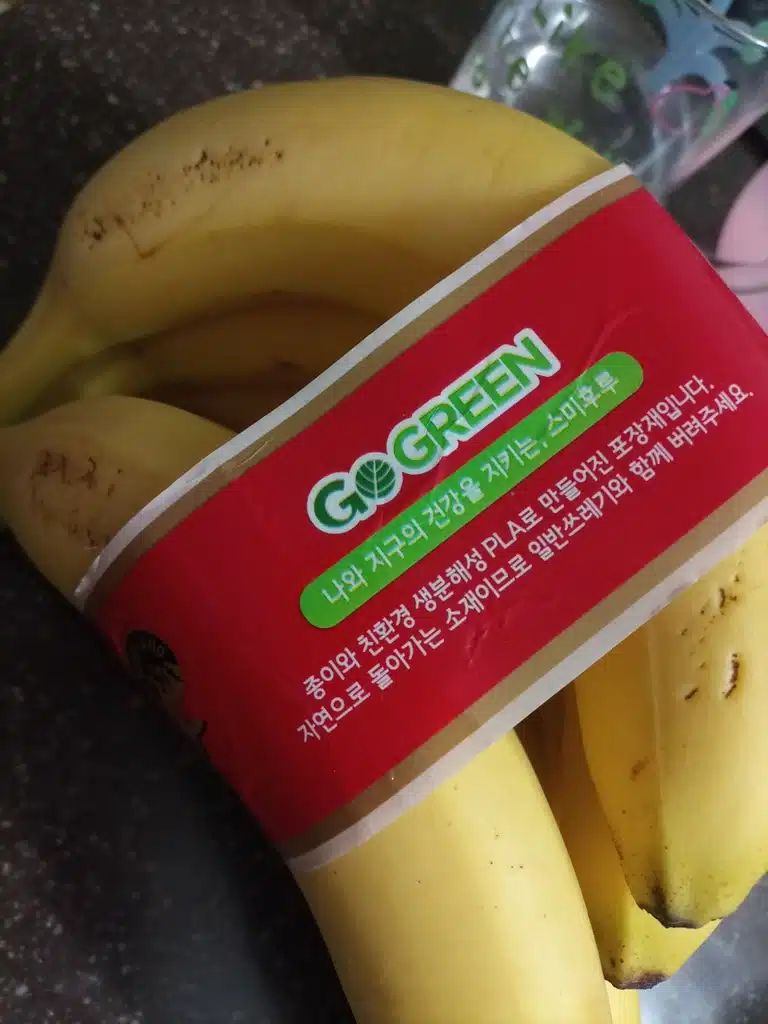 GO GREEN
나와 지구의 건강을 지키는, 스미후루
종이와 친환경 생분해성 PLA로 만들어진 포장재입니다.
자연으로 돌아가는 소재이므로 일반쓰레기와 함께 버려주세요.